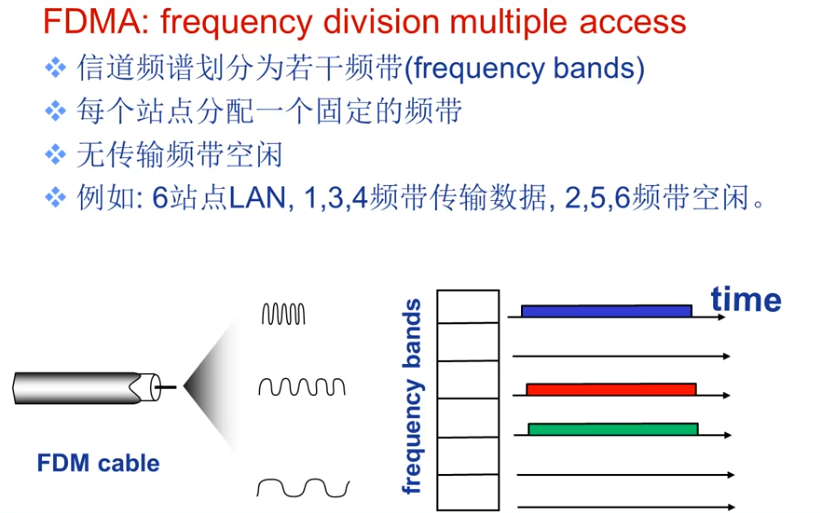 FDMA: frequency division multiple access
信道频谱划分为若干频带(frequency bands)
每个站点分配一个固定的频带
无传输频带空闲
例如: 6站点LAN, 1,3,4频带传输数据, 2,5,6频带空闲。
time
frequency bands
FDM cable